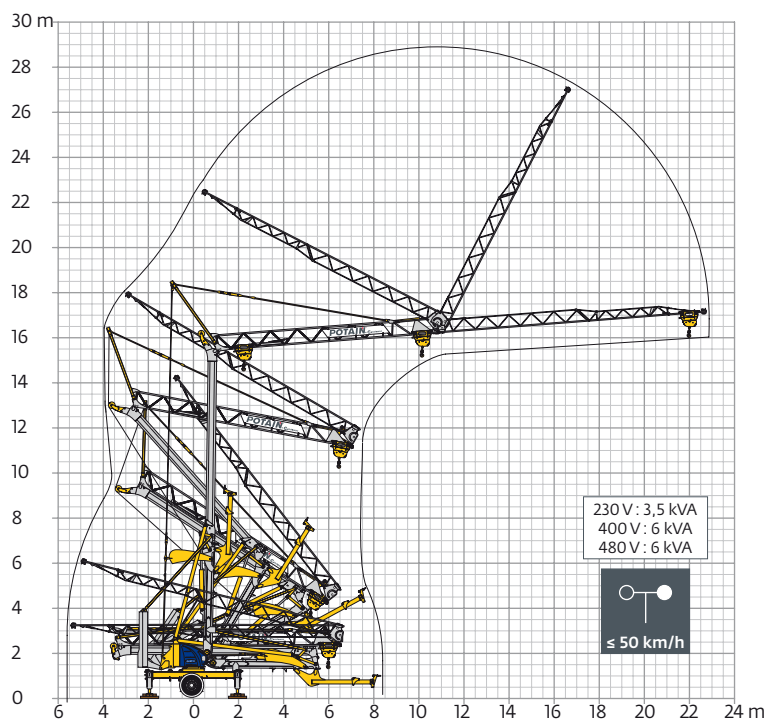 30 m
28
26
24
22
20
18
16
14
12
10
8
6
4
2
0
POTAIN
POTAIN
230 V : 3,5 kVA
400 V : 6 kVA
480 V : 6 kVA
≤ 50 km/h
6 4 2 0 2 4 6 8 10 12 14 16 18 20 22 24 m